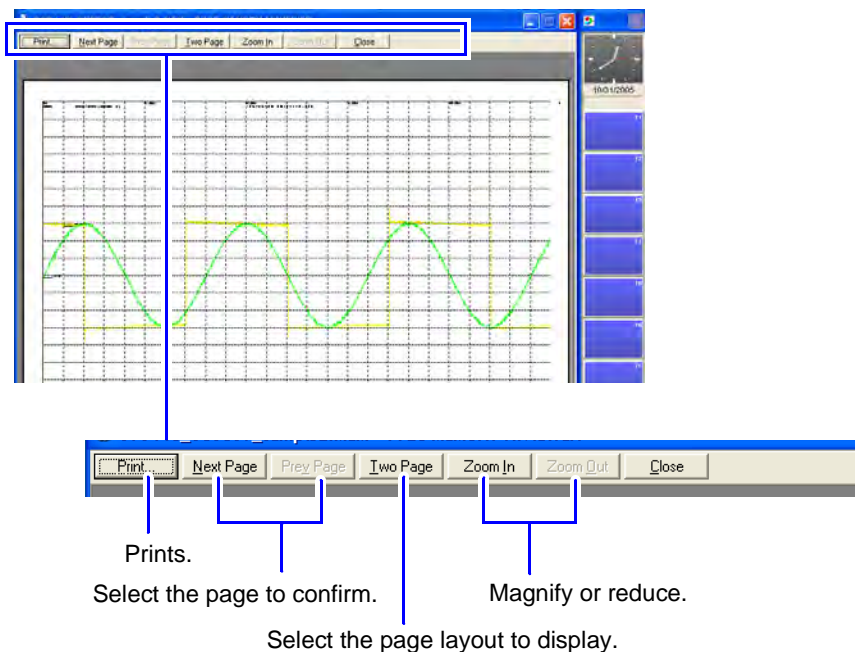 Print... Next Page Prev Page Two Page Zoom In Zoom Out Close
10/31/2005
Print... Next Page Prev Page Two Page Zoom In Zoom Out Close
Prints.
Select the page to confirm.
Magnify or reduce.
Select the page layout to display.